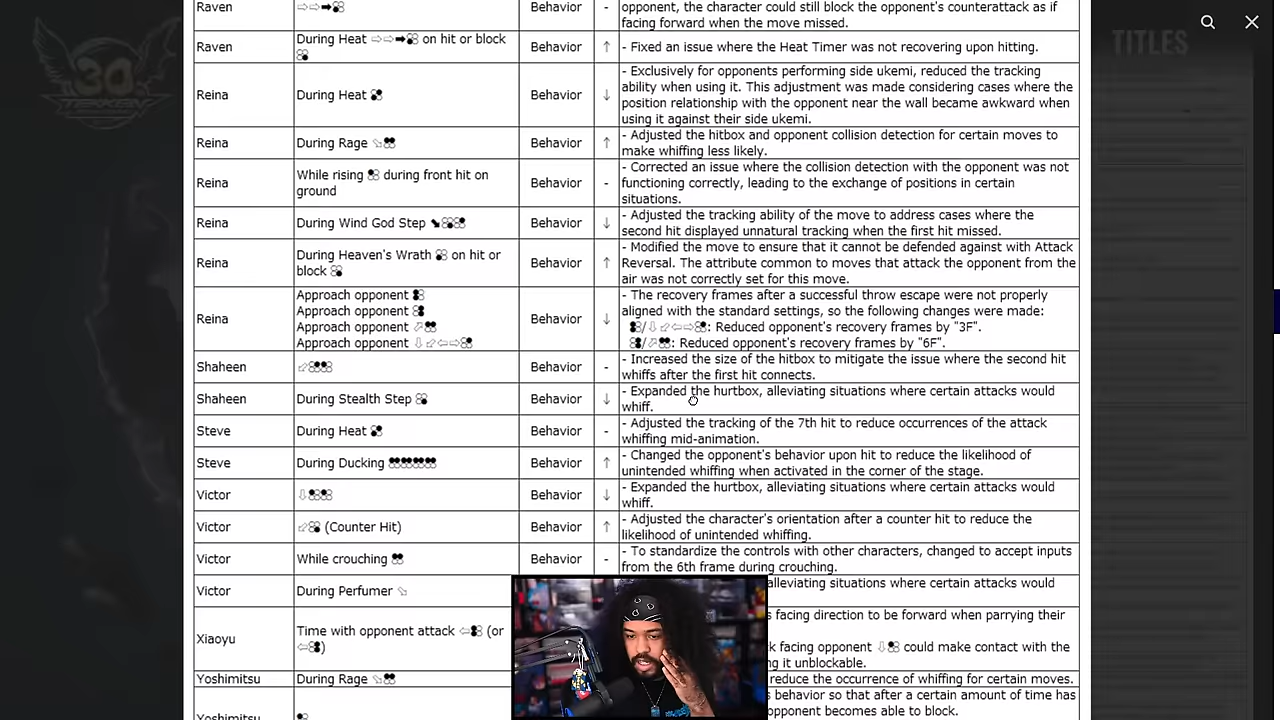 TITLES
30
TEKKEN
Raven
Behavior
-
opponent, the character could still block the opponent's counterattack as if
facing forward when the move missed.
Raven
During Heat ⇨⇨➡ on hit or block
Behavior
↑
- Fixed an issue where the Heat Timer was not recovering upon hitting.
Reina
During Heat
Behavior
↓
- Exclusively for opponents performing side ukemi, reduced the tracking
ability when using it. This adjustment was made considering cases where the
position relationship with the opponent near the wall became awkward when
using it against their side ukemi.
Reina
During Rage
Behavior
↑
- Adjusted the hitbox and opponent collision detection for certain moves to
make whiffing less likely.
Reina
While rising during front hit on
ground
Behavior
-
- Corrected an issue where the collision detection with the opponent was not
functioning correctly, leading to the exchange of positions in certain
situations.
Reina
During Wind God Step
Behavior
↓
- Adjusted the tracking ability of the move to address cases where the
second hit displayed unnatural tracking when the first hit missed.
Reina
During Heaven's Wrath on hit or
block
Behavior
↑
- Modified the move to ensure that it cannot be defended against with Attack
Reversal. The attribute common to moves that attack the opponent from the
air was not correctly set for this move.
Reina
Approach opponent
Approach opponent
Approach opponent
Approach opponent
Behavior
↓
- The recovery frames after a successful throw escape were not properly
aligned with the standard settings, so the following changes were made:
: Reduced opponent's recovery frames by "3F".
: Reduced opponent's recovery frames by "6F".
Shaheen
Behavior
-
- Increased the size of the hitbox to mitigate the issue where the second hit
whiffs after the first hit connects.
Shaheen
During Stealth Step
Behavior
↓
- Expanded the hurtbox, alleviating situations where certain attacks would
whiff.
Steve
During Heat
Behavior
-
- Adjusted the tracking of the 7th hit to reduce occurrences of the attack
whiffing mid-animation.
Steve
During Ducking
Behavior
↑
- Changed the opponent's behavior upon hit to reduce the likelihood of
unintended whiffing when activated in the corner of the stage.
Victor
Behavior
↓
- Expanded the hurtbox, alleviating situations where certain attacks would
whiff.
Victor
(Counter Hit)
Behavior
↑
- Adjusted the character's orientation after a counter hit to reduce the
likelihood of unintended whiffing.
Victor
While crouching
Behavior
-
- To standardize the controls with other characters, changed to accept inputs
from the 6th frame during crouching.
Victor
During Perfumer
alleviating situations where certain attacks would
Xiaoyu
Time with opponent attack (or
)
facing direction to be forward when parrying their
facing opponent could make contact with the
it unblockable.
Yoshimitsu
During Rage
reduce the occurrence of whiffing for certain moves.
Yoshimitsu
behavior so that after a certain amount of time has
opponent becomes able to block.